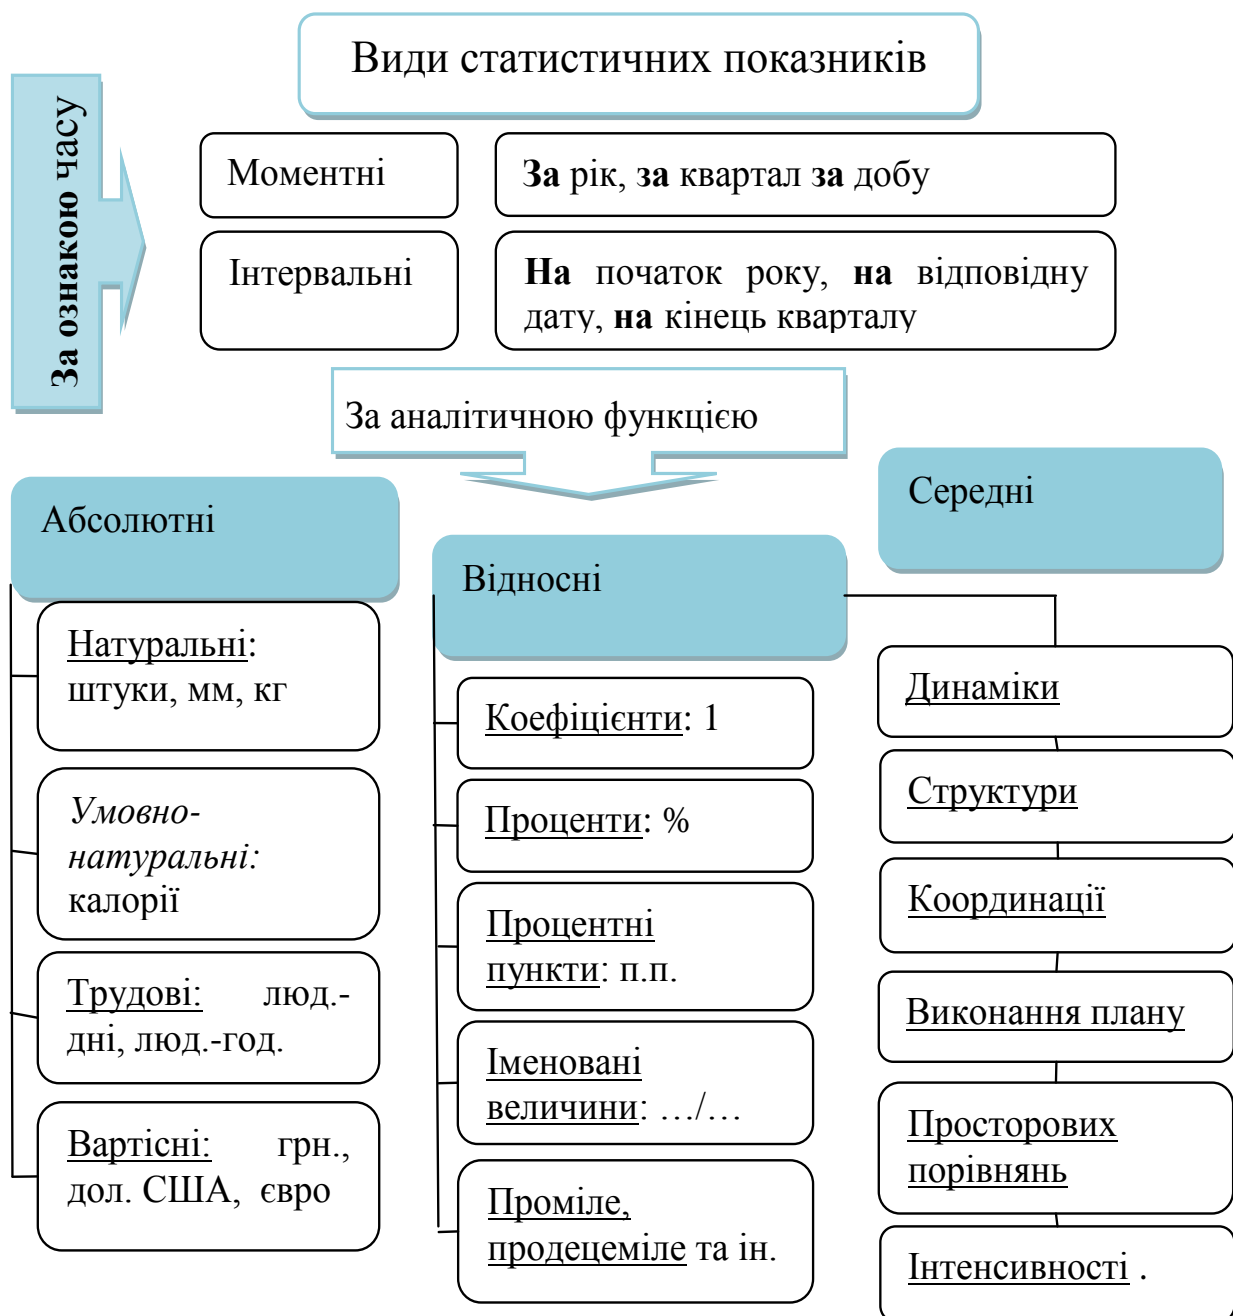 Види статистичних показників
За ознакою часу
Моментні
За рік, за квартал за добу
Інтервальні
На початок року, на відповідну
дату, на кінець кварталу
За аналітичною функцією
Абсолютні
Натуральні:
штуки, мм, кг
Умовно-
натуральні:
калорії
Трудові: люд.-
дні, люд.-год.
Вартісні: грн.,
дол. США, євро
Відносні
Коефіцієнти: 1
Проценти: %
Процентні
пункти: п.п.
Іменовані
величини: …/…
Проміле,
продецеміле та ін.
Середні
Динаміки
Структури
Координації
Виконання плану
Просторових
порівнянь
Інтенсивності .